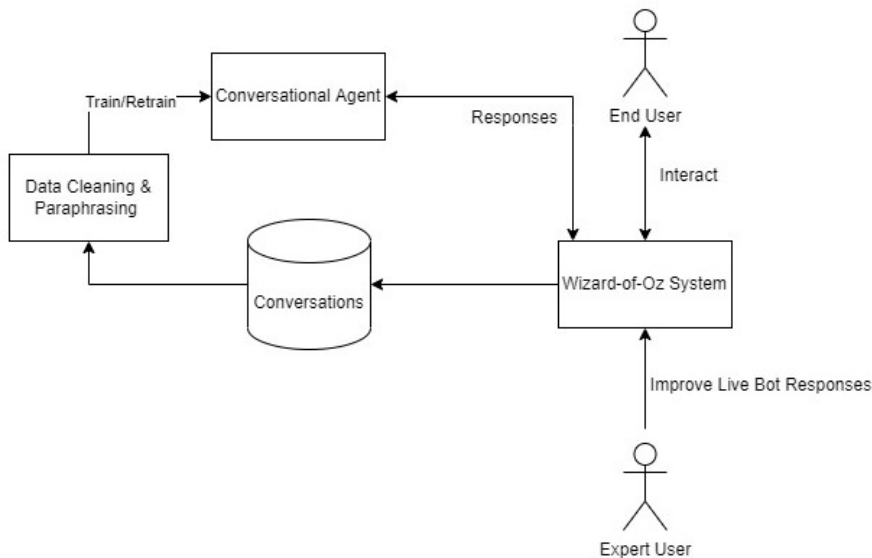 Train/Retrain
Conversational Agent
Responses
End User
Interact
Data Cleaning &
Paraphrasing
Conversations
Wizard-of-Oz System
Improve Live Bot Responses
Expert User